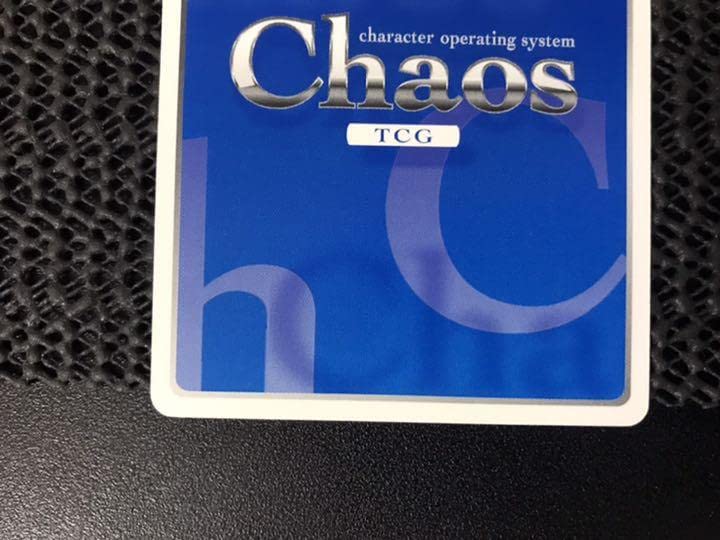 character operating system
Chaos
TCG
C
h